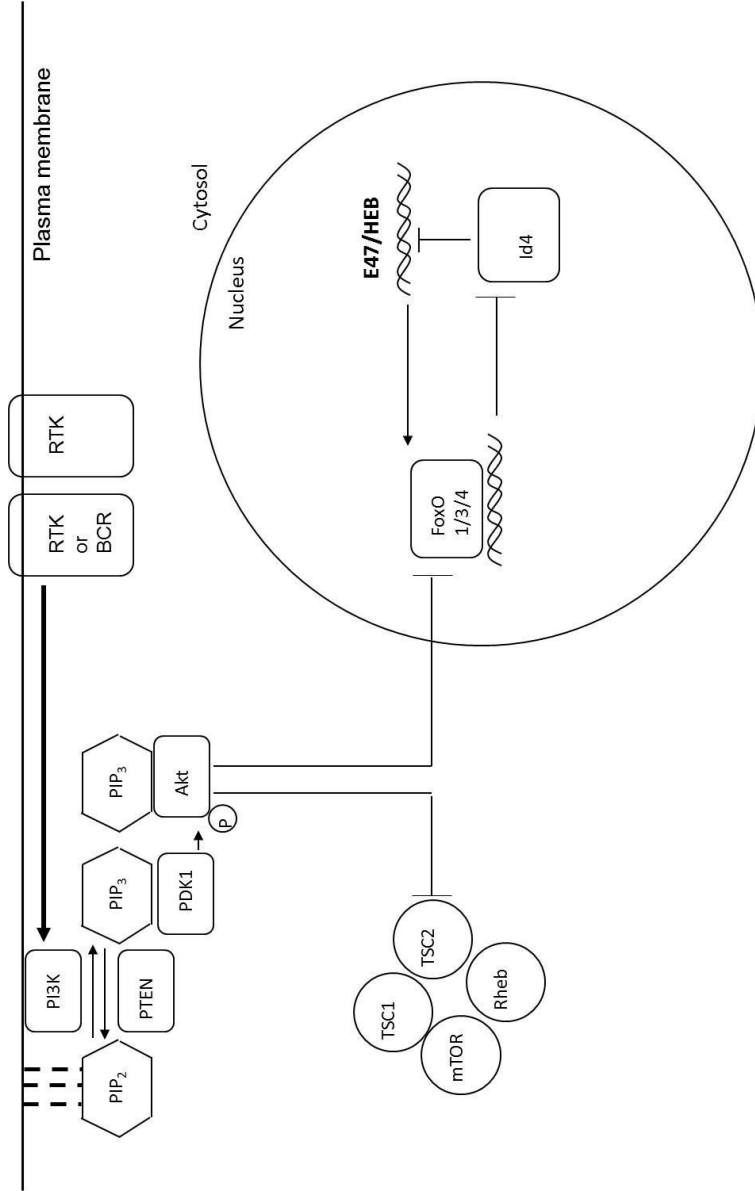 Plasma membrane
PIP2
PI3K
PTEN
PIP3
PDK1
PIP3
Akt
P
RTK
or
BCR
RTK
TSC1
TSC2
mTOR
Rheb
Cytosol
Nucleus
FoxO
1/3/4
E47/HEB
Id4